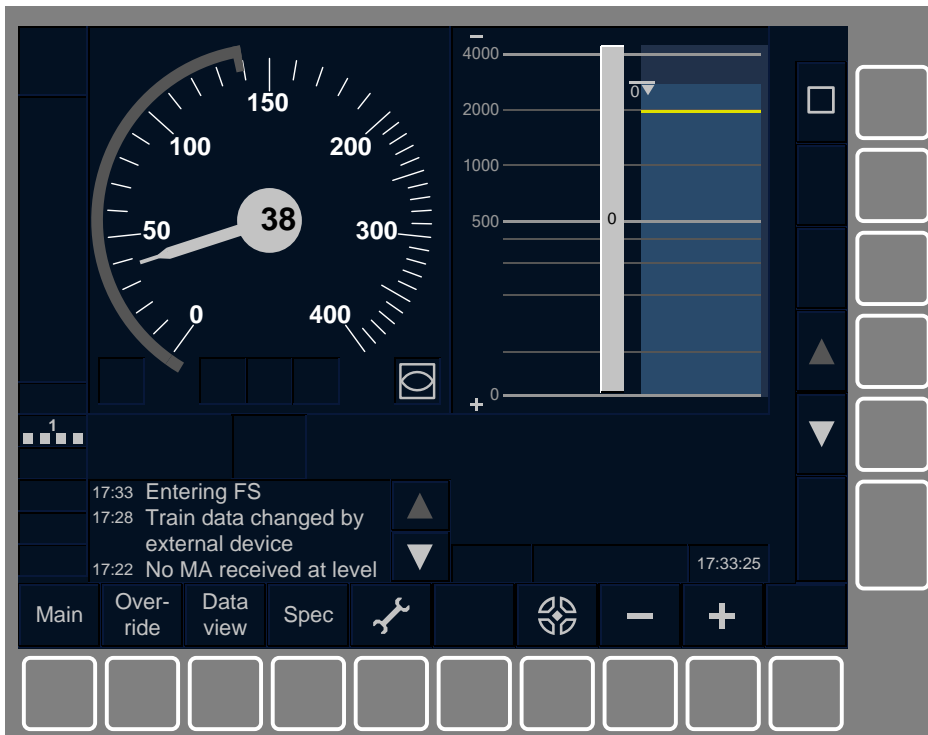 4000
0
150
2000
100
200
1000
38
0
50
300
500
0
400
0
1
17:33 Entering FS
17:28 Train data changed by
external device
17:22 No MA received at level
17:33:25
Main
Over-
ride
Data
view
Spec